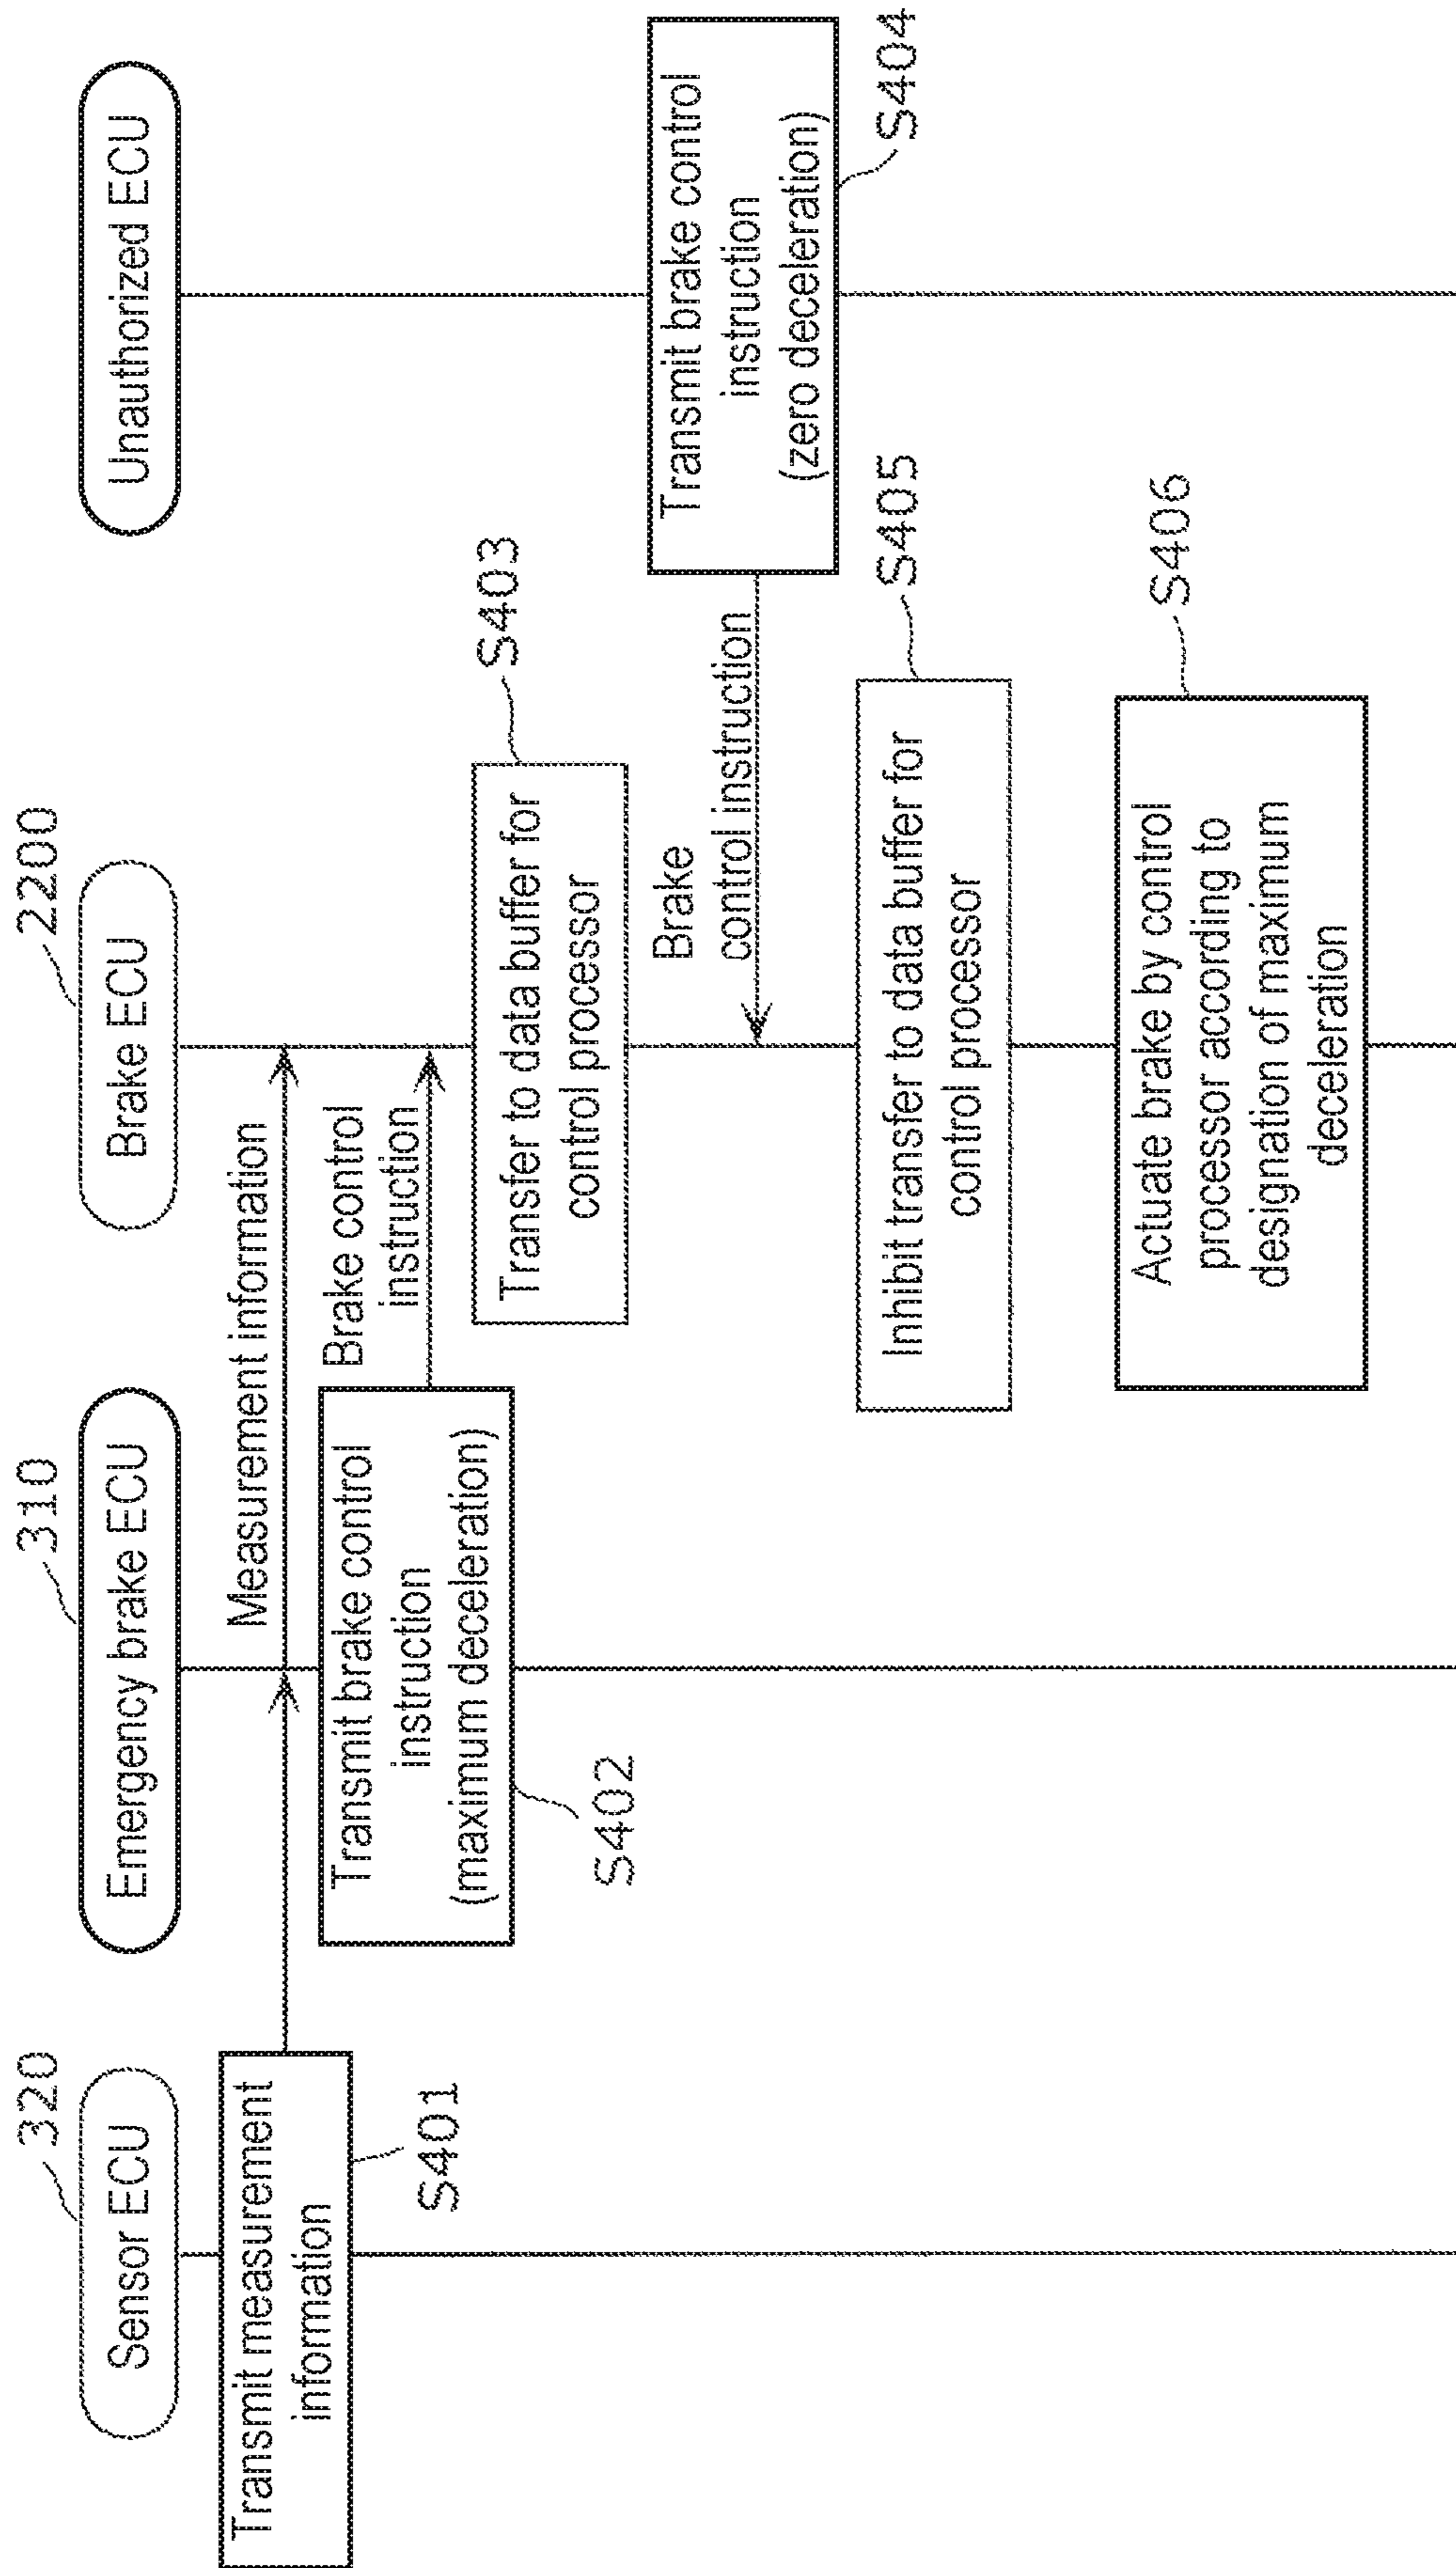 320
Sensor ECU
310
Emergency brake ECU
2200
Brake ECU
Unauthorized ECU
Transmit measurement
information
S401
Measurement information
Transmit brake control
instruction
(maximum deceleration)
S402
Brake control
instruction
S403
Transfer to data buffer for
control processor
Transmit brake control
instruction
(zero deceleration)
S404
Brake
control instruction
S405
Inhibit transfer to data buffer for
control processor
S406
Actuate brake by control
processor according to
designation of maximum
deceleration